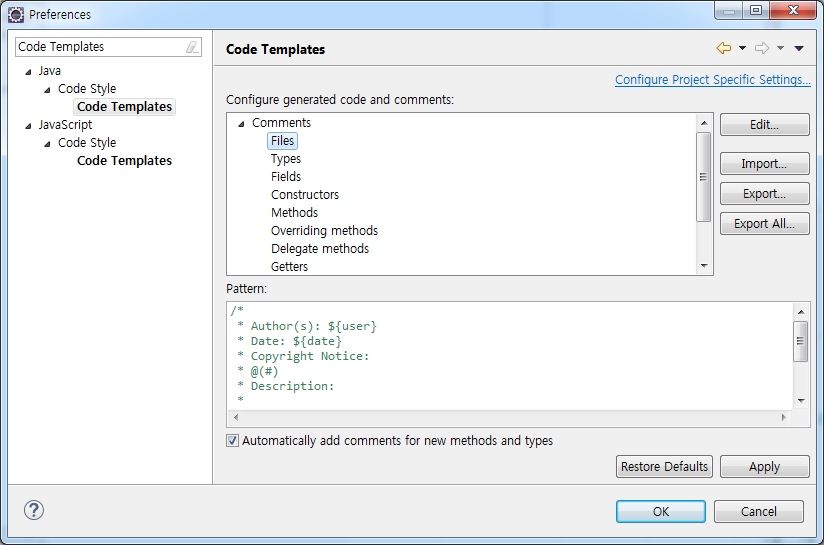 Preferences
Code Templates
Java
Code Style
Code Templates
JavaScript
Code Style
Code Templates
Code Templates
Configure Project Specific Settings...
Configure generated code and comments:
Comments
Files
Types
Fields
Constructors
Methods
Overriding methods
Delegate methods
Getters
Edit...
Import...
Export...
Export All...
Pattern:
/*
* Author(s): ${user}
* Date: ${date}
* Copyright Notice:
* @(#)
* Description:
*
Automatically add comments for new methods and types
Restore Defaults
Apply
OK
Cancel